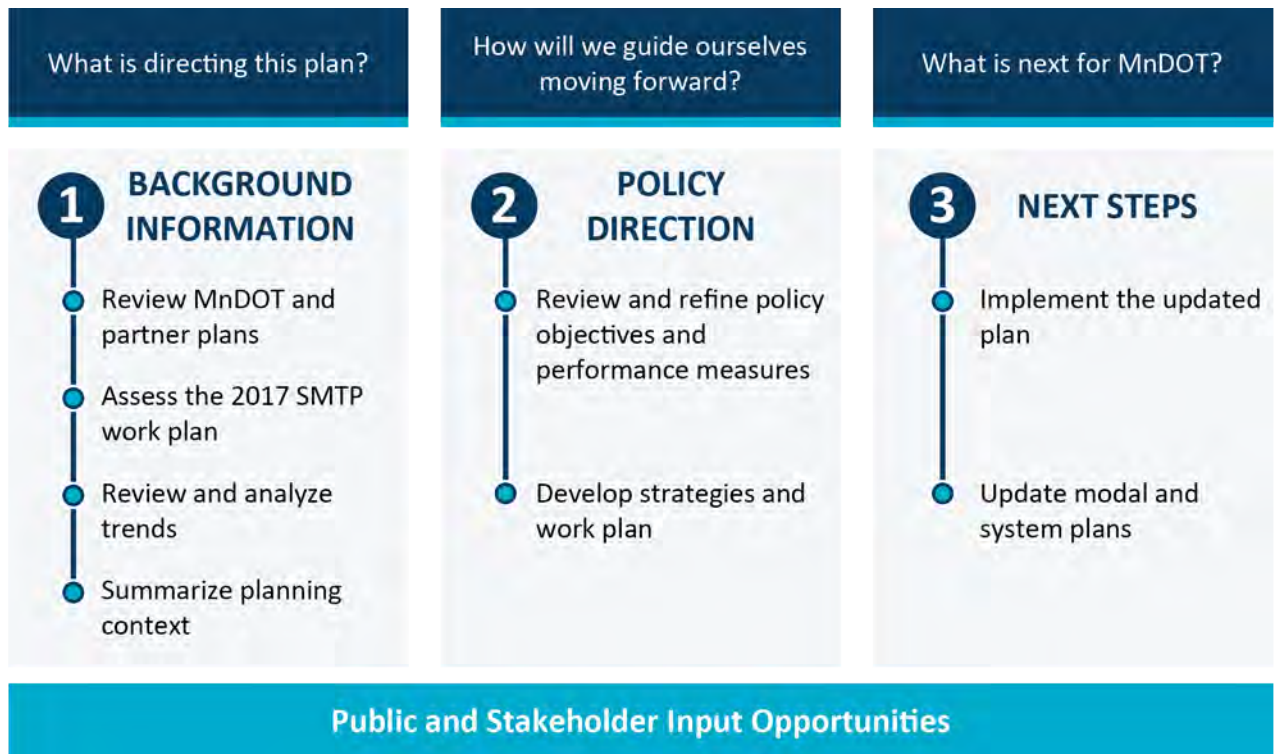 What is directing this plan?
How will we guide ourselves
moving forward?
What is next for MnDOT?
1
BACKGROUND
INFORMATION
Review MnDOT and
partner plans
Assess the 2017 SMTP
work plan
Review and analyze
trends
Summarize planning
context
2
POLICY
DIRECTION
Review and refine policy
objectives and
performance measures
Develop strategies and
work plan
3
NEXT STEPS
Implement the updated
plan
Update modal and
system plans
Public and Stakeholder Input Opportunities